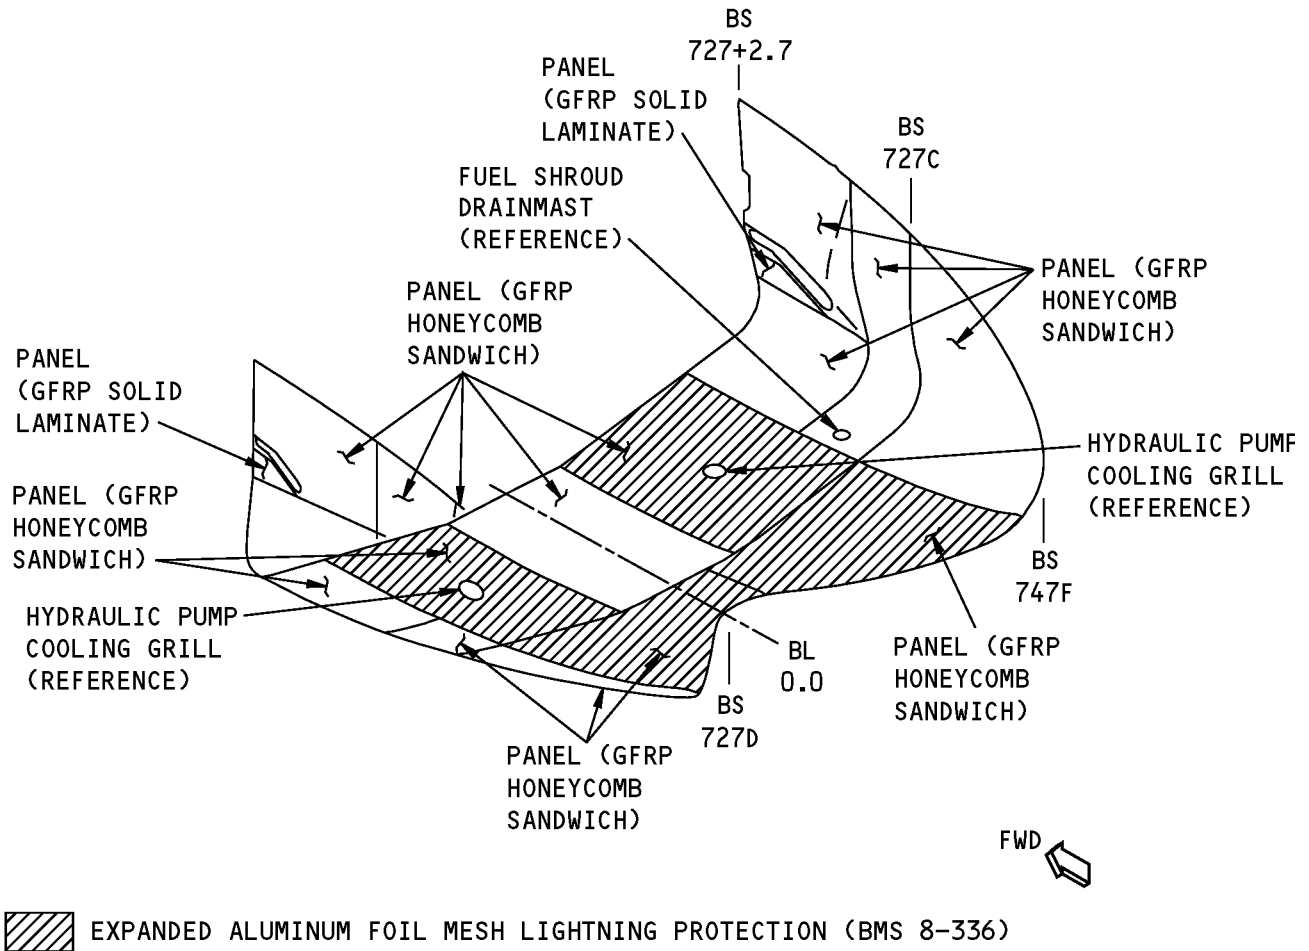 BS
727+2.7
PANEL
(GFRP SOLID
LAMINATE)
BS
727C
FUEL SHROUD
DRAINMAST
(REFERENCE)
PANEL (GFRP
HONEYCOMB
SANDWICH)
PANEL (GFRP
HONEYCOMB
SANDWICH)
PANEL
(GFRP SOLID
LAMINATE)
HYDRAULIC PUMP
COOLING GRILL
(REFERENCE)
PANEL (GFRP
HONEYCOMB
SANDWICH)
BS
747F
HYDRAULIC PUMP
COOLING GRILL
(REFERENCE)
BL
0.0
PANEL (GFRP
HONEYCOMB
SANDWICH)
BS
727D
PANEL (GFRP
HONEYCOMB
SANDWICH)
FWD
EXPANDED ALUMINUM FOIL MESH LIGHTNING PROTECTION (BMS 8-336)